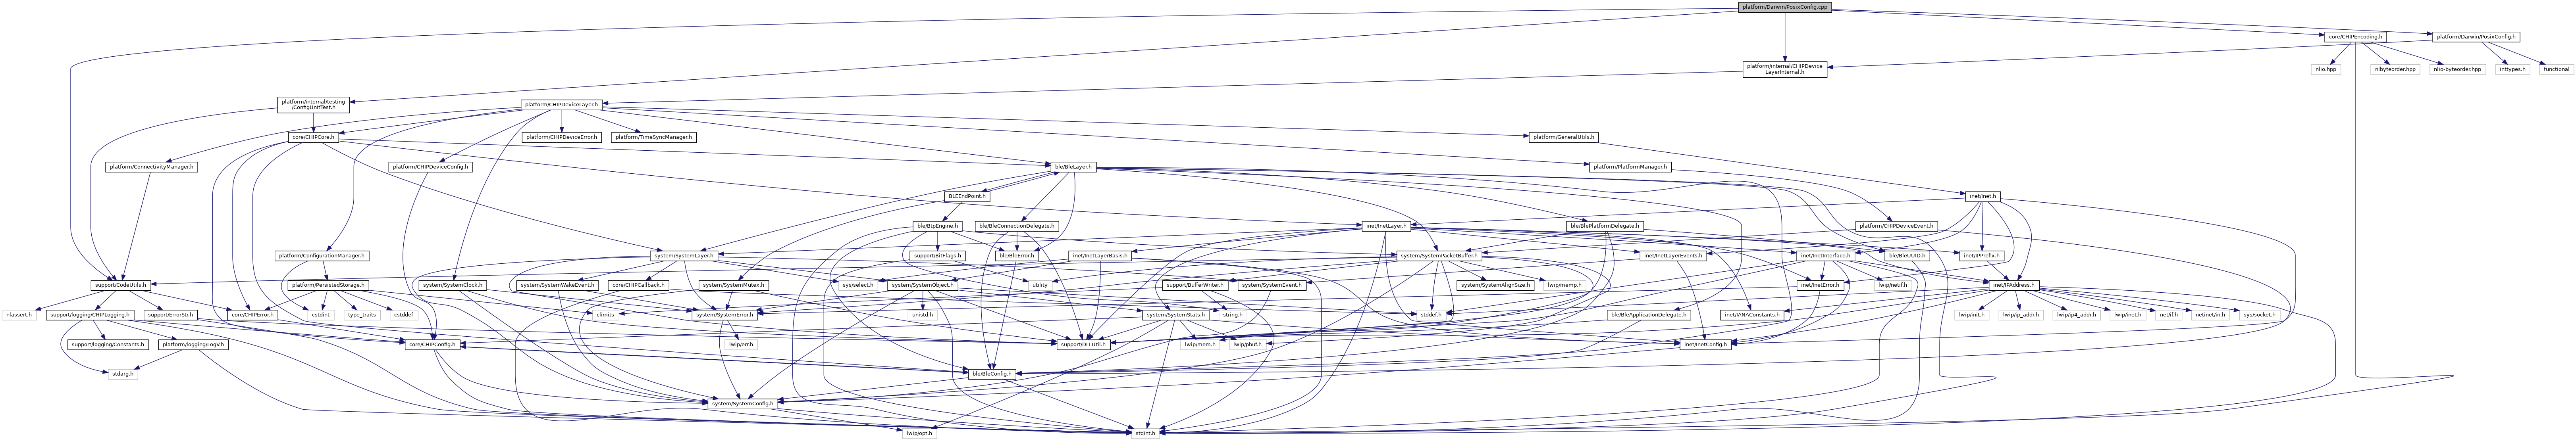 platform/Darwin/PosixConfig.cpp
core/CHIPEncoding.h
platform/Darwin/PosixConfig.h
platform/internal/CHIPDevice
LayerInternal.h
nlio.hpp
nlbyteorder.hpp
nlio-byteorder.hpp
inttypes.h
functional
platform/internal/testing
/ConfigUnitTest.h
platform/CHIPDeviceLayer.h
core/CHIPCore.h
platform/CHIPDeviceError.h
platform/TimeSyncManager.h
platform/GeneralUtils.h
platform/ConnectivityManager.h
platform/CHIPDeviceConfig.h
ble/BleLayer.h
platform/PlatformManager.h
BLEEndPoint.h
inet/Inet.h
ble/BtpEngine.h
ble/BleConnectionDelegate.h
inet/InetLayer.h
ble/BlePlatformDelegate.h
platform/CHIPDeviceEvent.h
platform/ConfigurationManager.h
system/SystemLayer.h
support/BitFlags.h
ble/BleError.h
inet/InetLayerBasis.h
system/SystemPacketBuffer.h
inet/InetLayerEvents.h
inet/InetInterface.h
ble/BleUUID.h
inet/IPPrefix.h
support/CodeUtils.h
platform/PersistedStorage.h
system/SystemClock.h
system/SystemWakeEvent.h
core/CHIPCallback.h
system/SystemMutex.h
sys/select.h
system/SystemObject.h
utility
support/BufferWriter.h
system/SystemEvent.h
system/SystemAlignSize.h
lwip/memp.h
inet/InetError.h
lwip/netif.h
inet/IPAddress.h
nlassert.h
support/logging/CHIPLogging.h
support/ErrorStr.h
core/CHIPError.h
cstdint
type_traits
cstddef
climits
system/SystemError.h
unistd.h
system/SystemStats.h
string.h
stddef.h
ble/BleApplicationDelegate.h
inet/IANAConstants.h
lwip/init.h
lwip/ip_addr.h
lwip/ip4_addr.h
lwip/inet.h
net/if.h
netinet/in.h
sys/socket.h
support/logging/Constants.h
platform/logging/LogV.h
core/CHIPConfig.h
lwip/err.h
support/DLLUtil.h
lwip/mem.h
lwip/pbuf.h
inet/InetConfig.h
stdarg.h
ble/BleConfig.h
system/SystemConfig.h
lwip/opt.h
stdint.h